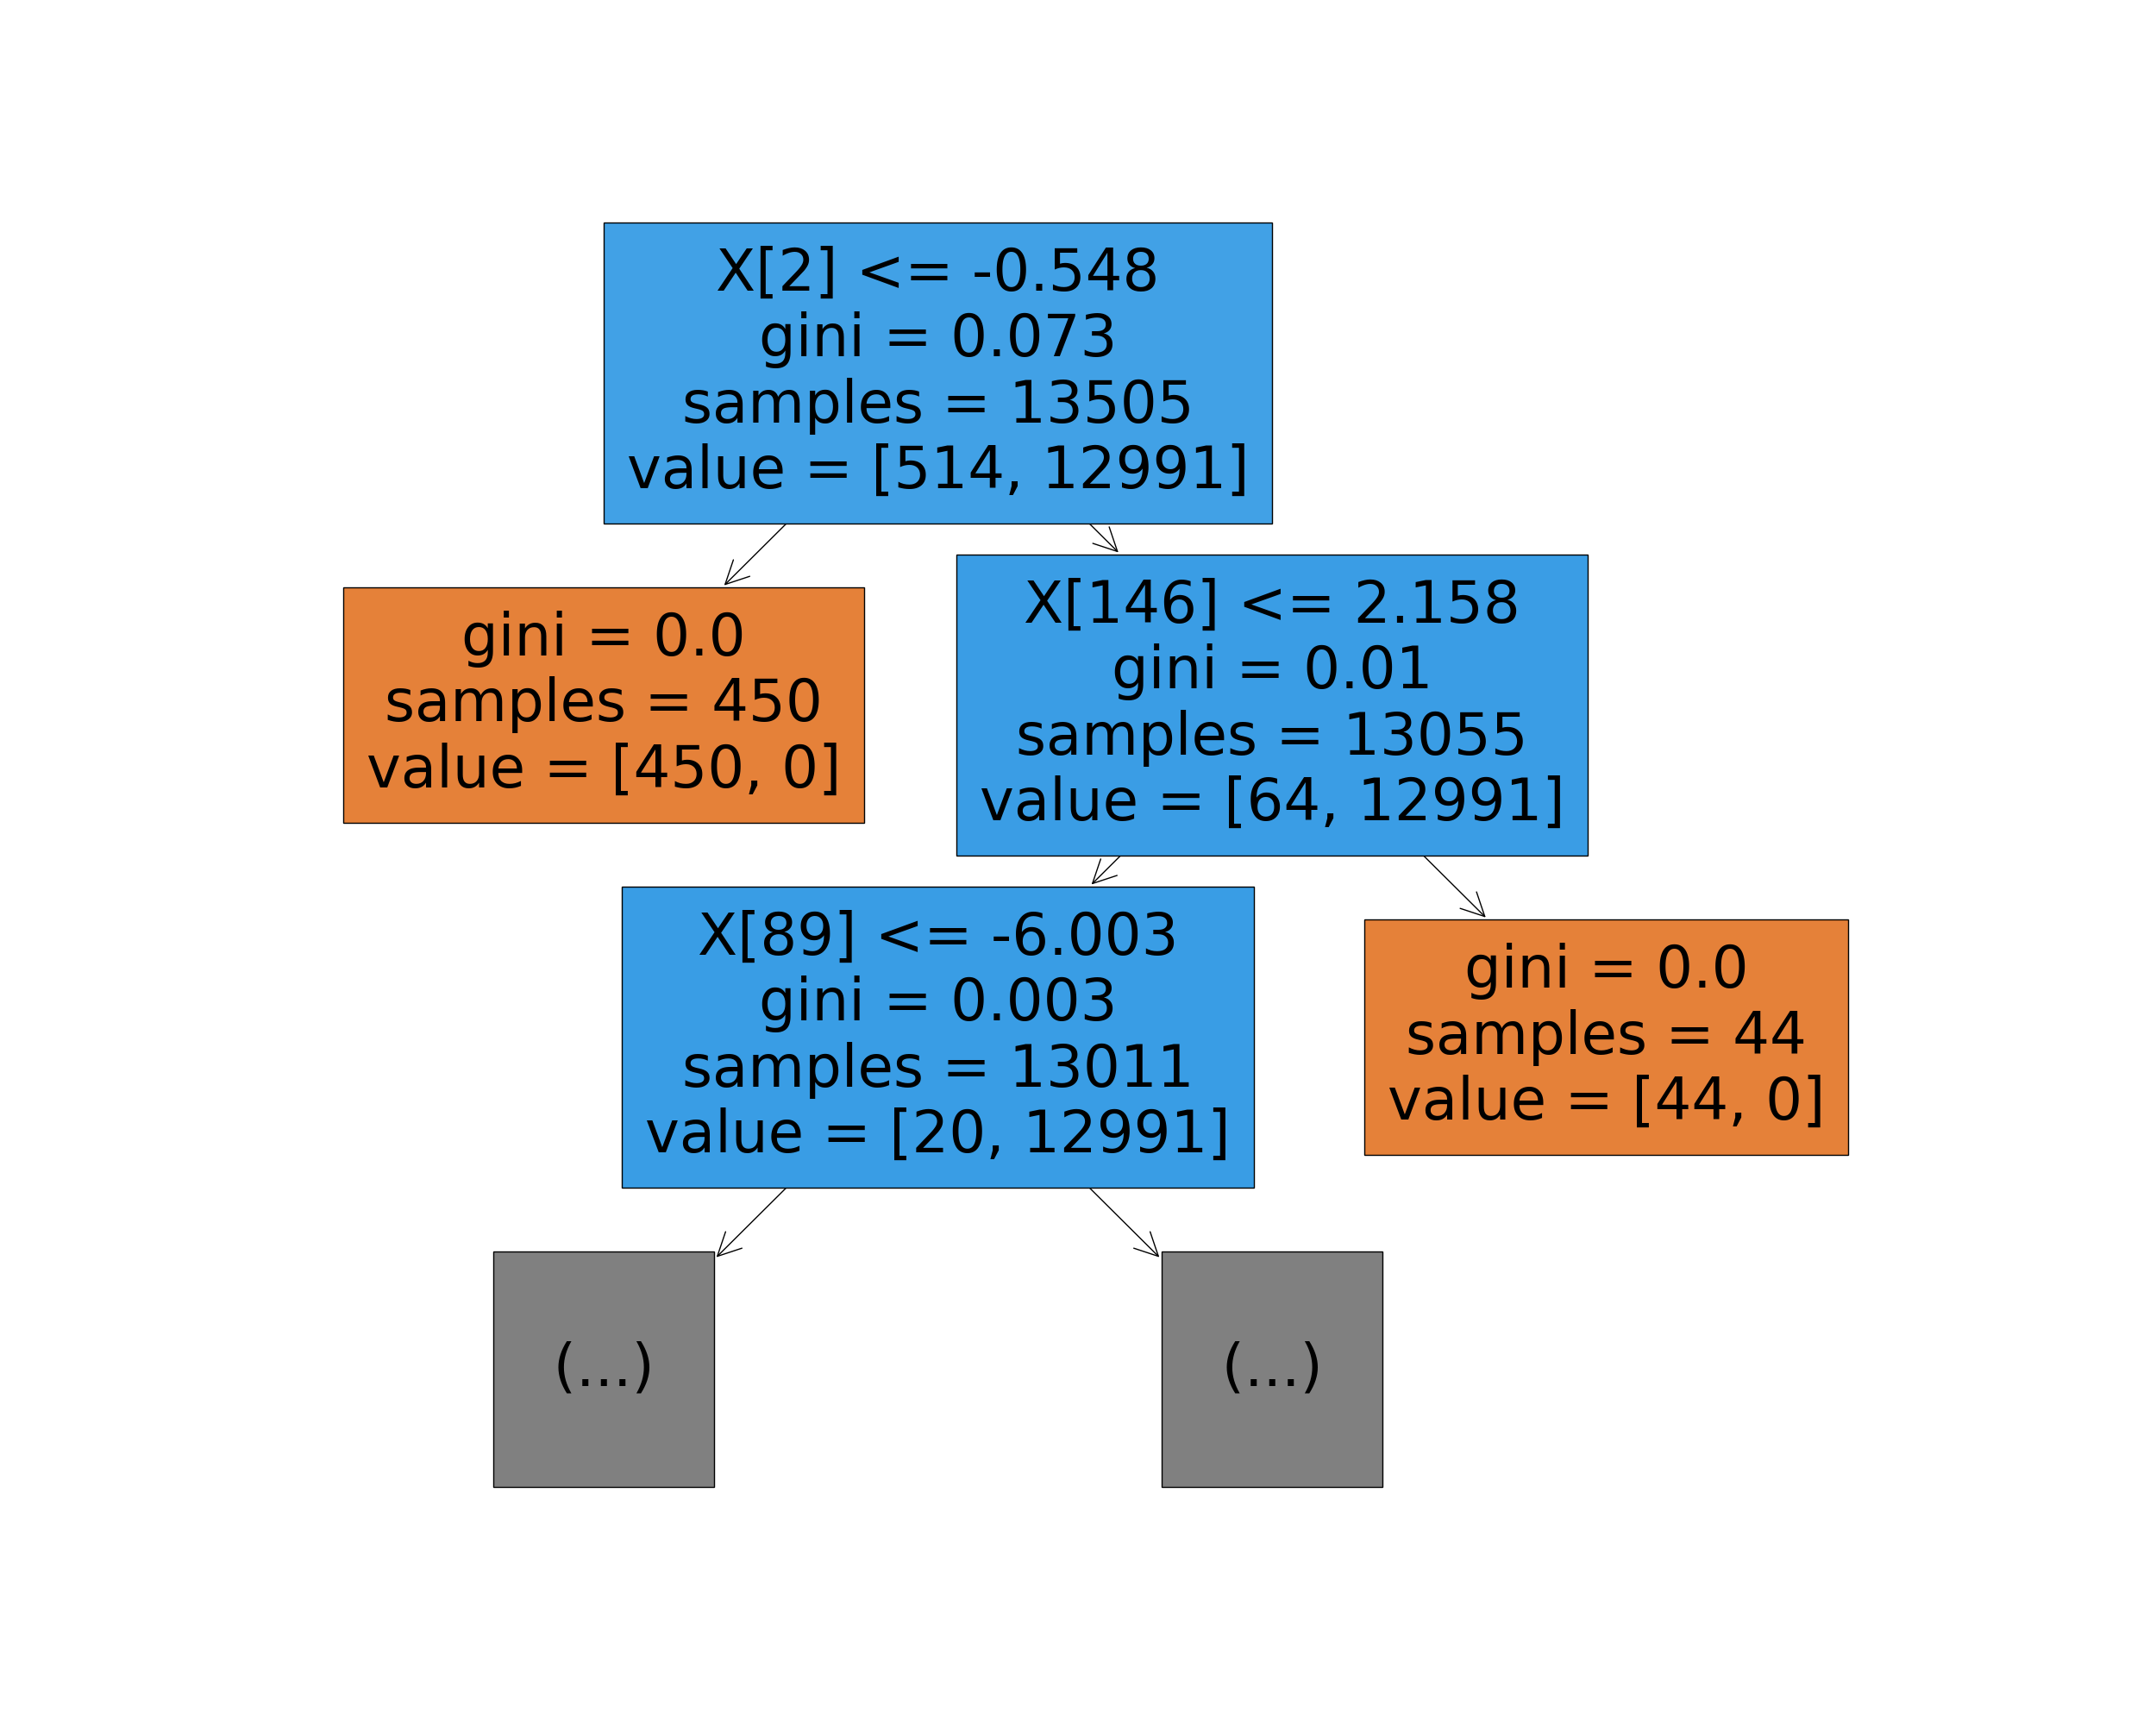 X[2] <= -0.548
gini = 0.073
samples = 13505
value = [514, 12991]
gini = 0.0
samples = 450
value = [450, 0]
X[146] <= 2.158
gini = 0.01
samples = 13055
value = [64, 12991]
X[89] <= -6.003
gini = 0.003
samples = 13011
value = [20, 12991]
gini = 0.0
samples = 44
value = [44, 0]
(...)
(...)